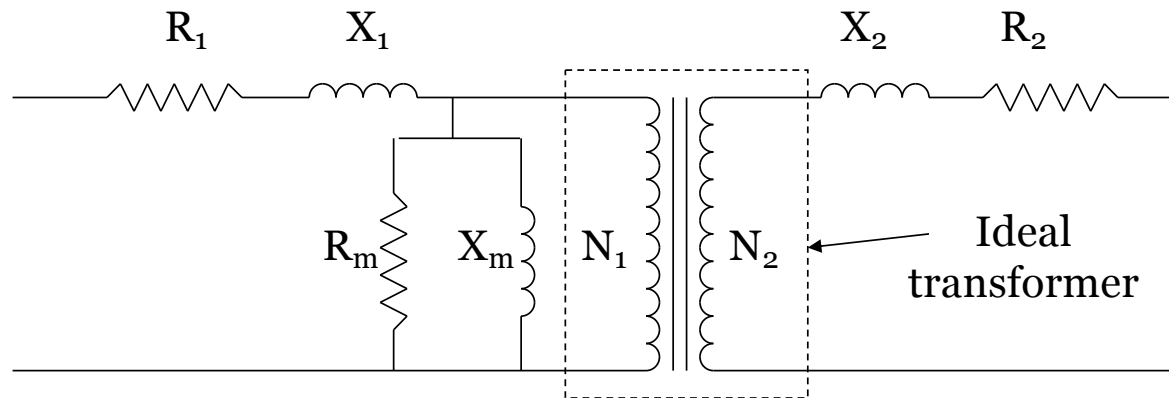 R₁
X₁
X₂
R₂
Rₘ
Xₘ
N₁
N₂
Ideal
transformer